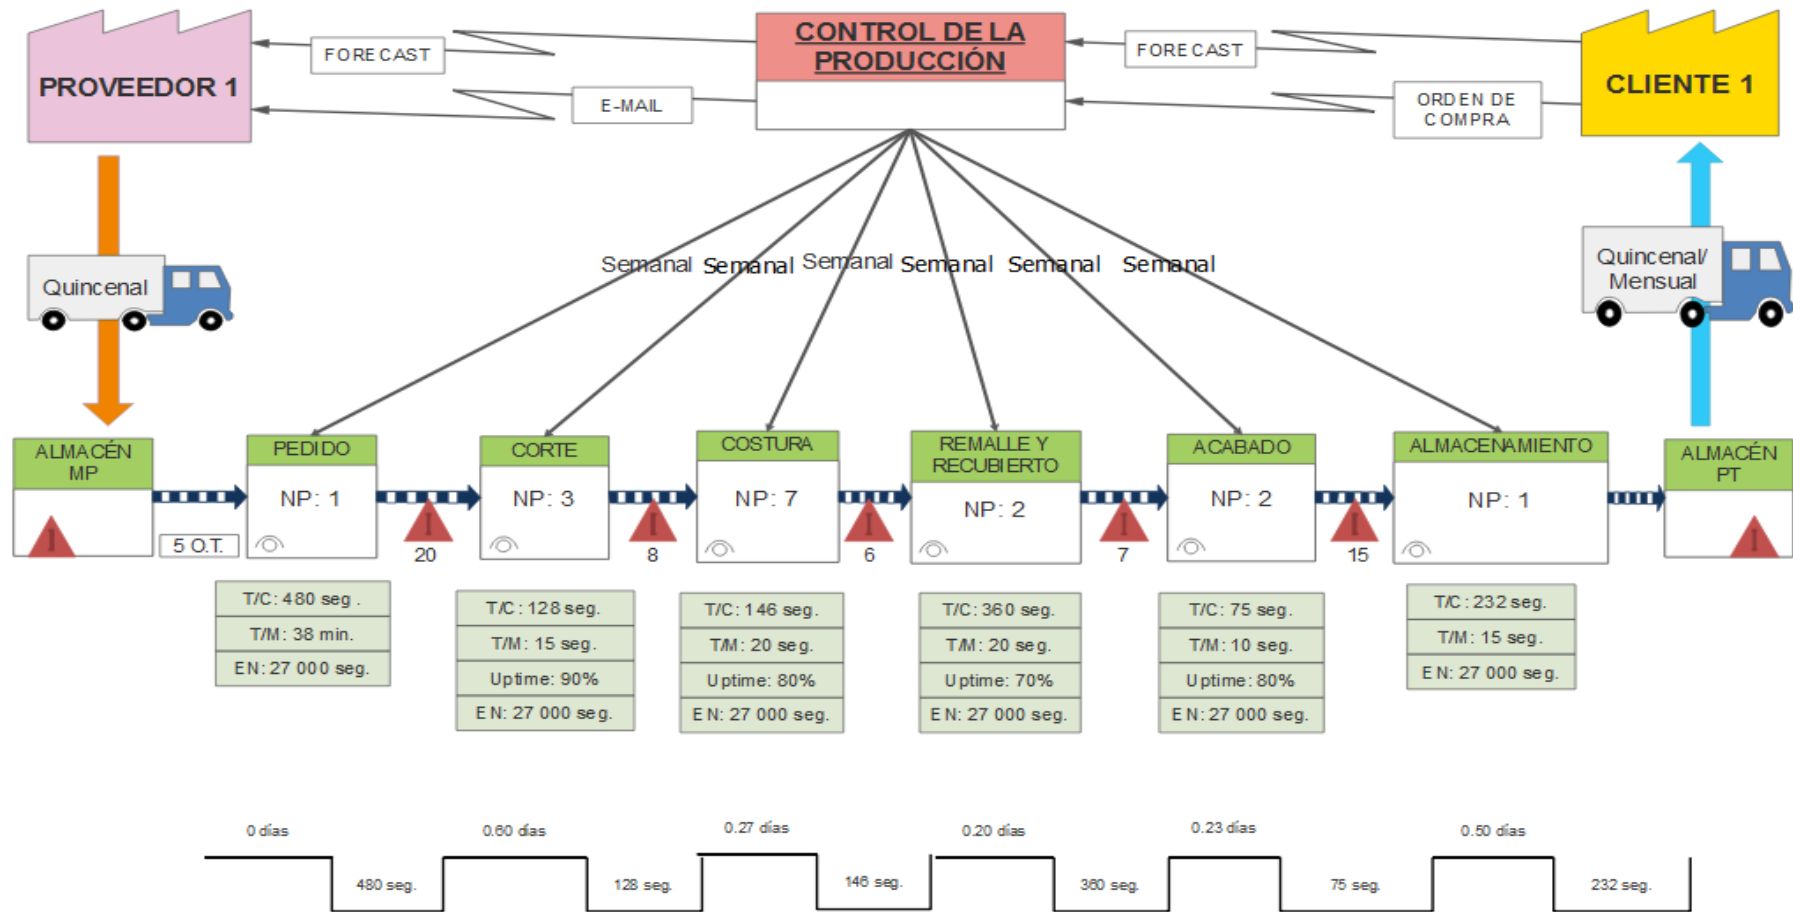 PROVEEDOR 1
FORECAST
E-MAIL
CONTROL DE LA
PRODUCCIÓN
FORECAST
ORDEN DE
COMPRA
CLIENTE 1
Quincenal
Semanal
Semanal
Semanal
Semanal
Semanal
Semanal
Quincenal/
Mensual
ALMACÉN
MP
I
5 O.T.
PEDIDO
NP: 1
I
20
CORTE
NP: 3
I
8
COSTURA
NP: 7
I
6
REMALLE Y
RECUBIERTO
NP: 2
I
7
ACABADO
NP: 2
I
15
ALMACENAMIENTO
NP: 1
ALMACÉN
PT
I
T/C: 480 seg.
T/M: 38 min.
EN: 27 000 seg.
T/C: 128 seg.
T/M: 15 seg.
Uptime: 90%
EN: 27 000 seg.
T/C: 146 seg.
T/M: 20 seg.
Uptime: 80%
EN: 27 000 seg.
T/C: 360 seg.
T/M: 20 seg.
Uptime: 70%
EN: 27 000 seg.
T/C: 75 seg.
T/M: 10 seg.
Uptime: 80%
EN: 27 000 seg.
T/C: 232 seg.
T/M: 15 seg.
EN: 27 000 seg.
0 días
0.60 días
0.27 días
0.20 días
0.23 días
0.50 días
480 seg.
128 seg.
146 seg.
360 seg.
75 seg.
232 seg.